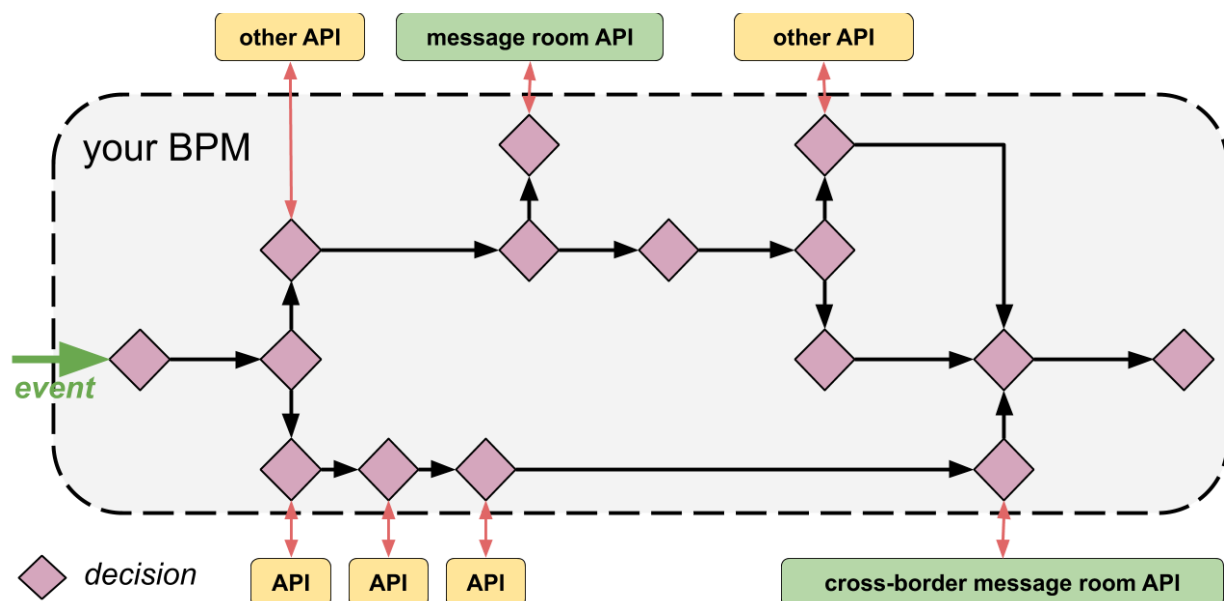 other API
message room API
other API
your BPM
event
decision
API
API
API
cross-border message room API